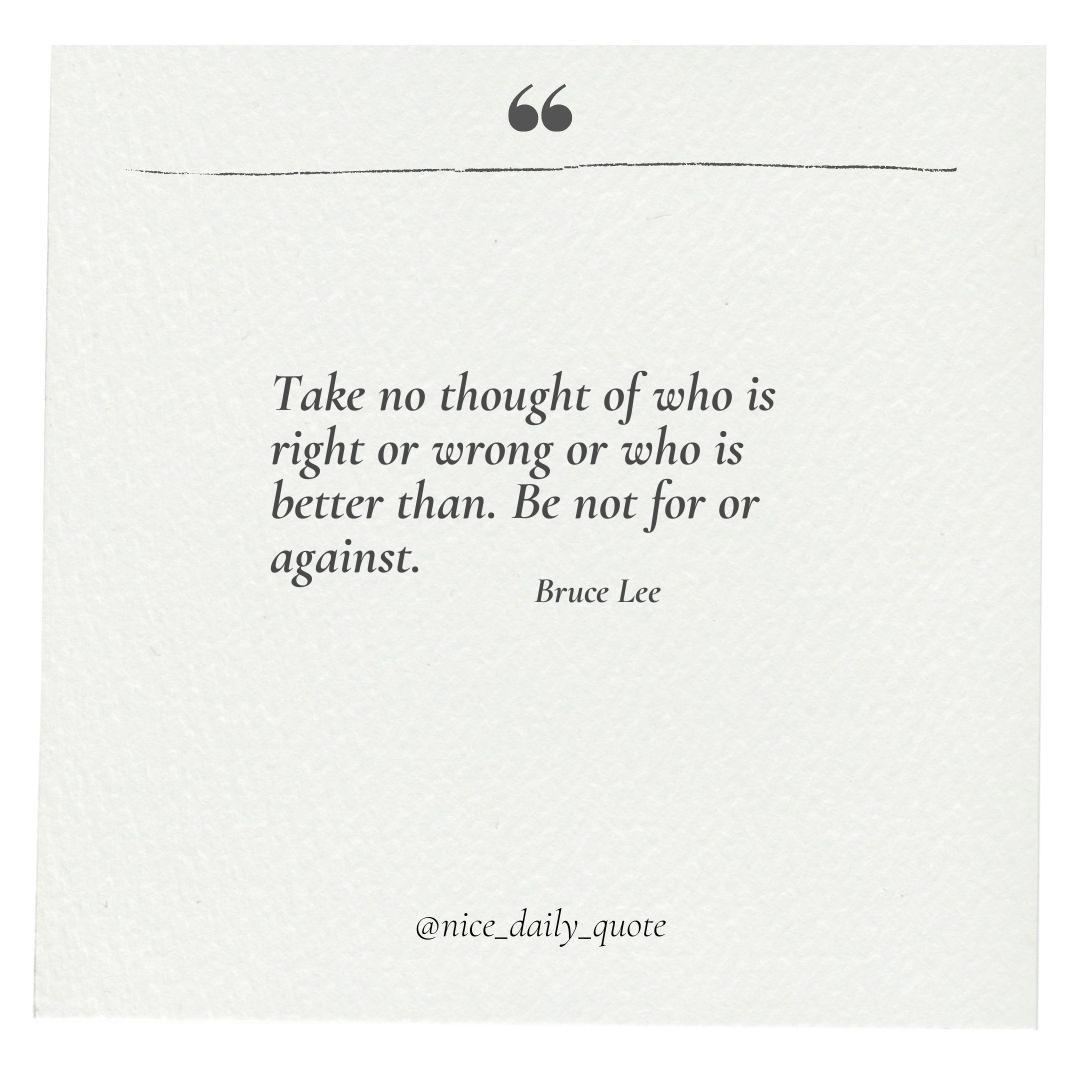 “
Take no thought of who is
right or wrong or who is
better than. Be not for or
against.
Bruce Lee
@nice_daily_quote